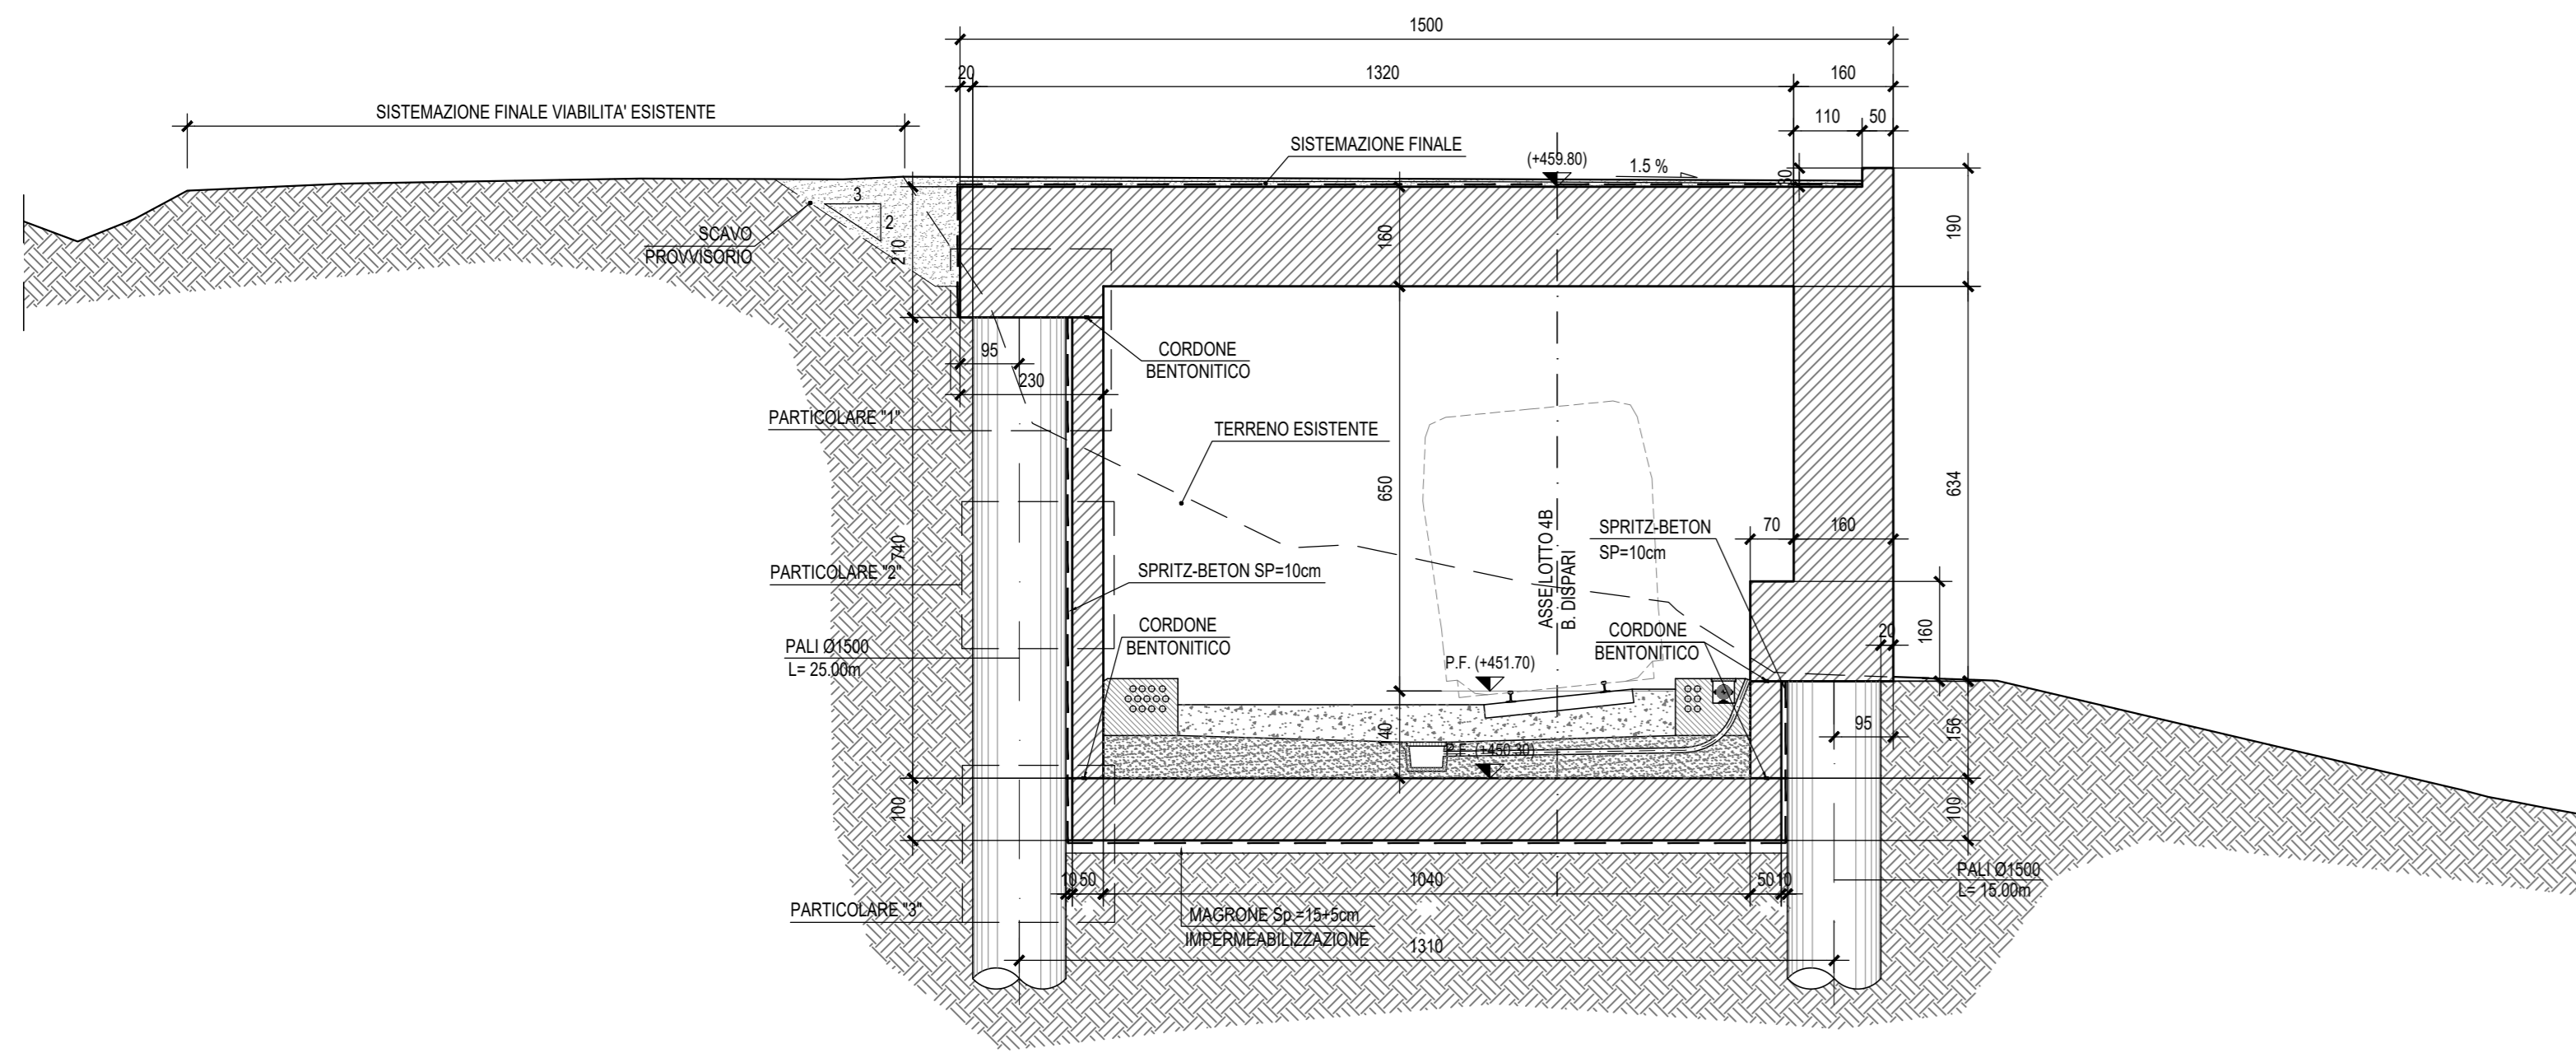 1500
20
1320
160
SISTEMAZIONE FINALE VIABILITA' ESISTENTE
110
50
SISTEMAZIONE FINALE
(+459.80)
1.5 %
30
3
2
SCAVO
PROVVISORIO
210
160
190
95
230
CORDONE
BENTONITICO
PARTICOLARE "1"
TERRENO ESISTENTE
650
634
ASSE LOTTO 4B
B. DISPARI
SPRITZ-BETON
SP=10cm
70
160
740
PARTICOLARE "2"
SPRITZ-BETON SP=10cm
CORDONE
BENTONITICO
CORDONE
BENTONITICO
20
160
PALI Ø1500
L= 25.00m
P.F. (+451.70)
140
P.F. (+450.30)
95
156
100
100
PALI Ø1500
L= 15.00m
10
50
1040
50
10
PARTICOLARE "3"
MAGRONE Sp.=15+5cm
IMPERMEABILIZZAZIONE
1310